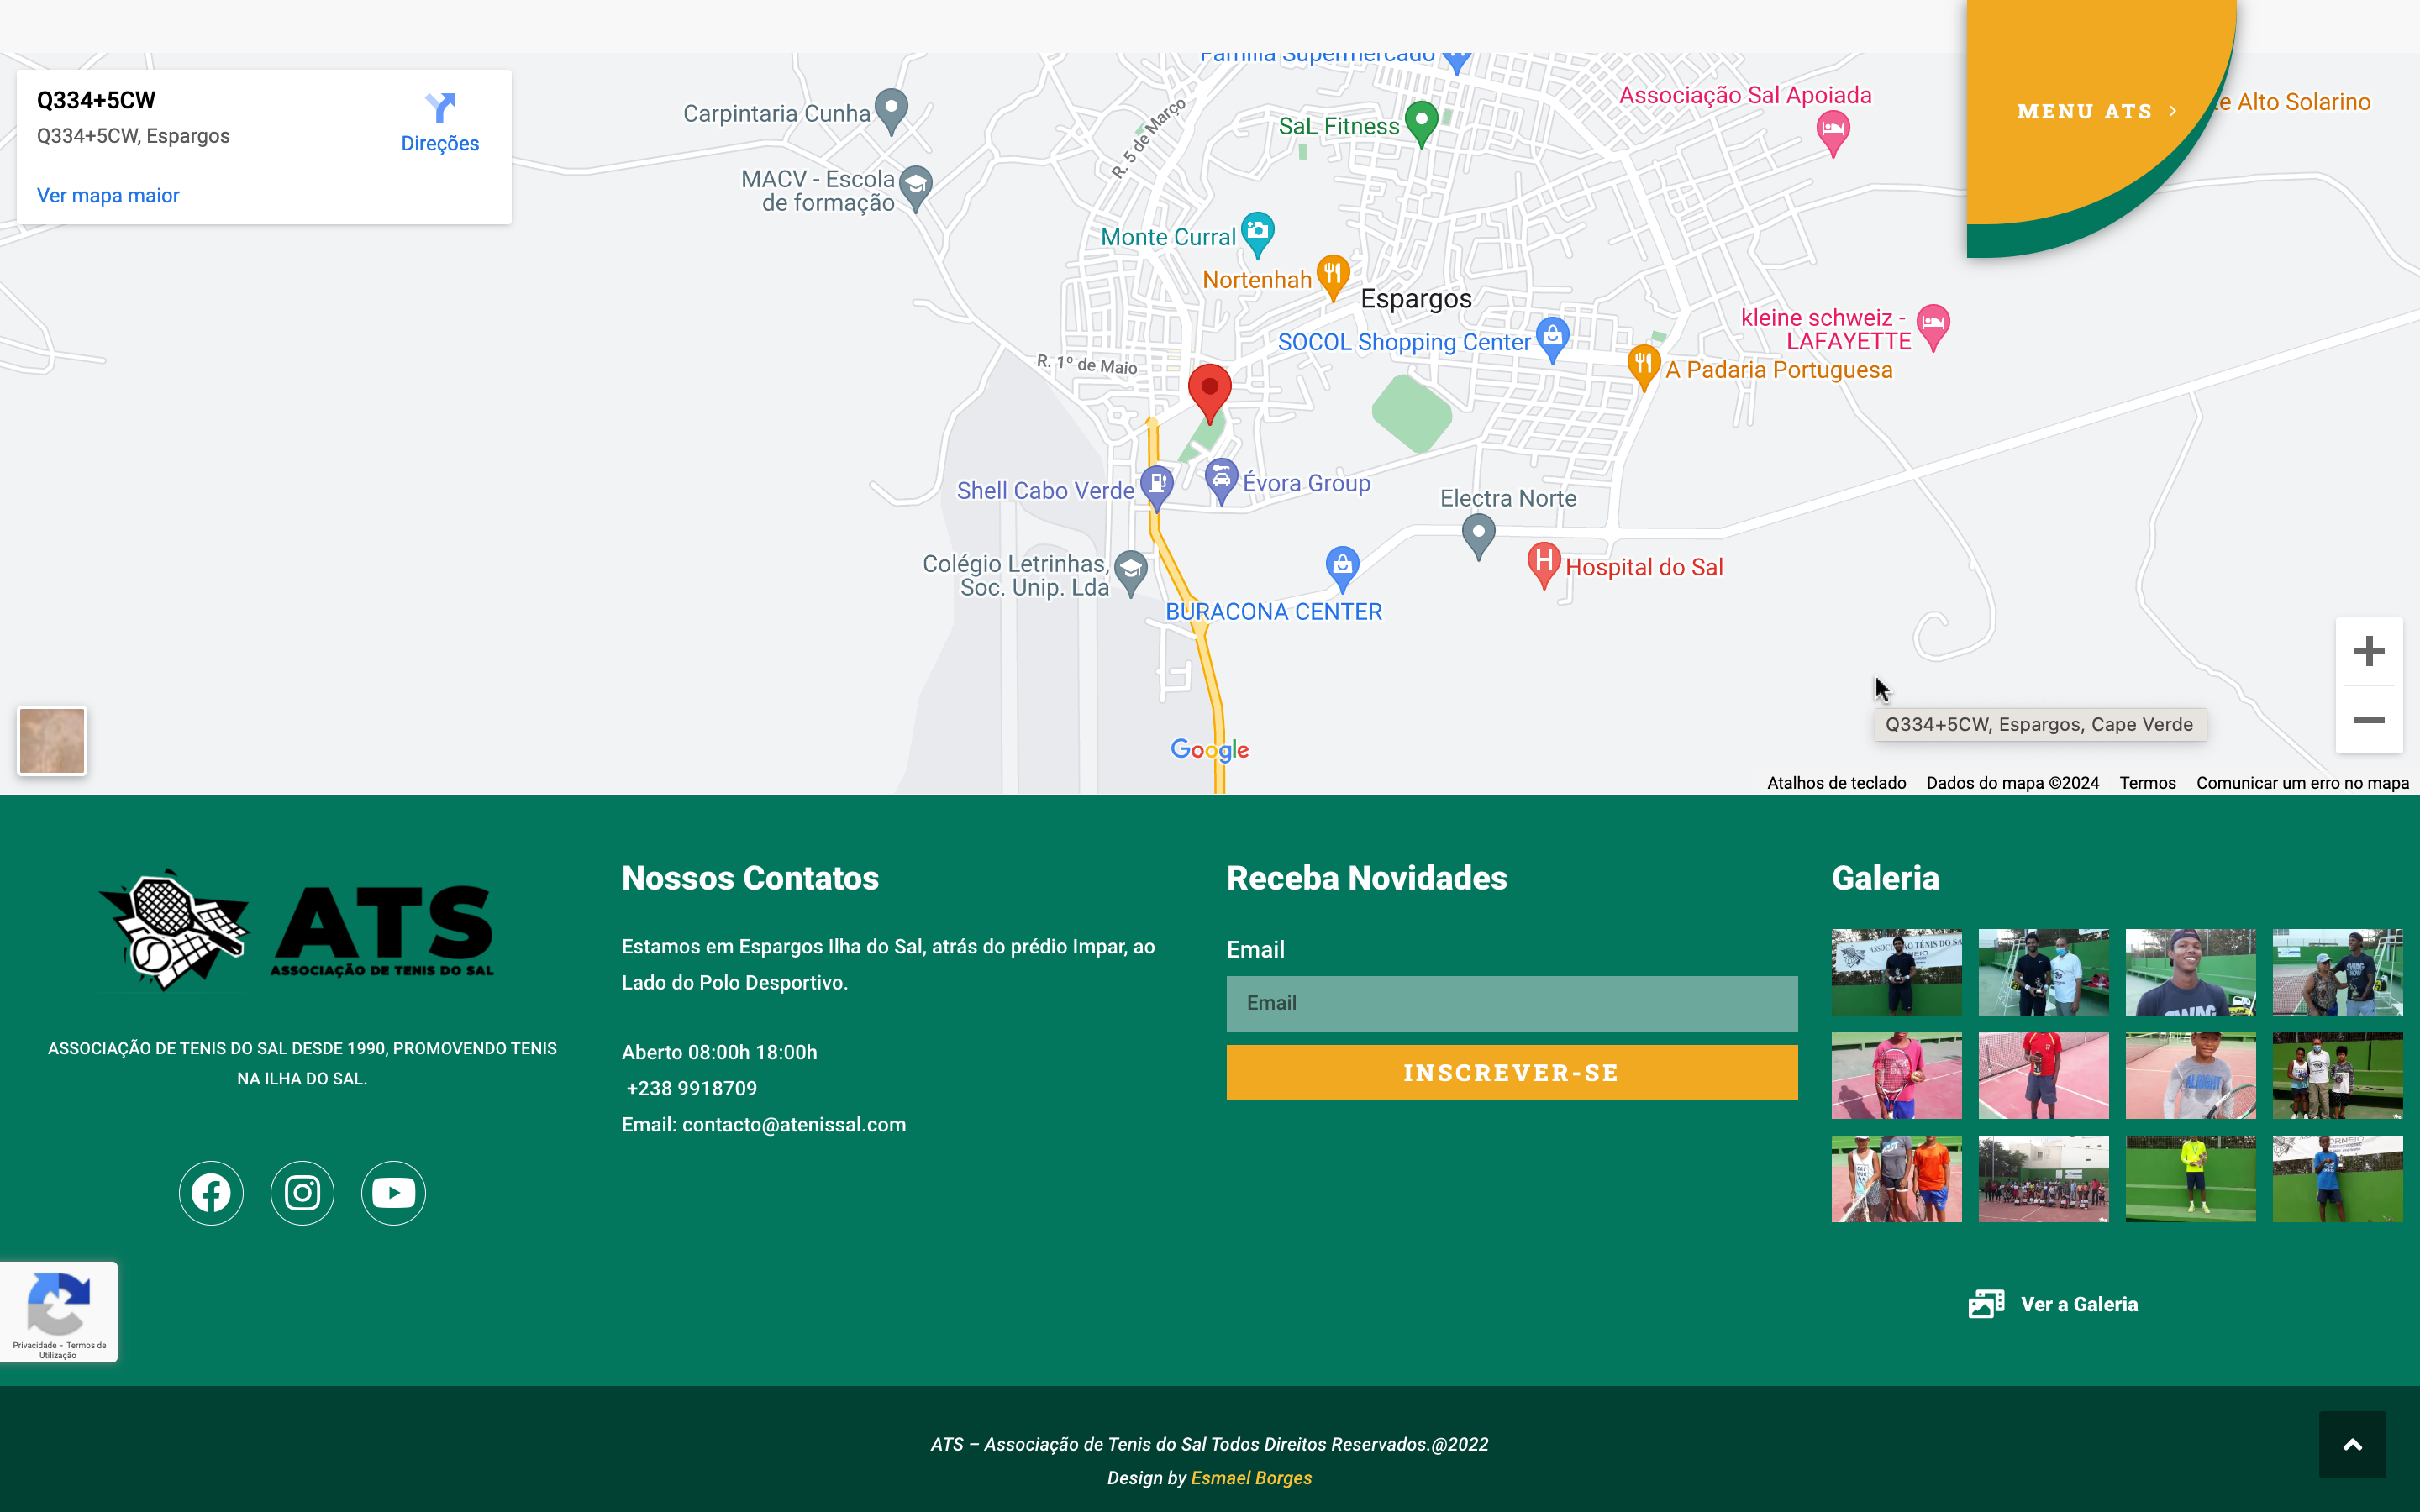 Q334+5CW
Q334+5CW, Espargos
Direções
Ver mapa maior
Família Supermercado
Carpintaria Cunha
R. 5 de Março
SaL Fitness
Associação Sal Apoiada
MENU ATS
te Alto Solarino
MACV - Escola
de formação
Monte Curral
Nortenhah
Espargos
SOCOL Shopping Center
kleine schweiz -
LAFAYETTE
R. 1º de Maio
A Padaria Portuguesa
Shell Cabo Verde
Évora Group
Electra Norte
Colégio Letrinhas,
Soc. Unip. Lda
H
Hospital do Sal
BURACONA CENTER
Q334+5CW, Espargos, Cape Verde
Google
Atalhos de teclado
Dados do mapa ©2024
Termos
Comunicar um erro no mapa
ATS
ASSOCIAÇÃO DE TENIS DO SAL
ASSOCIAÇÃO DE TENIS DO SAL DESDE 1990, PROMOVENDO TENIS
NA ILHA DO SAL.
Nossos Contatos
Estamos em Espargos Ilha do Sal, atrás do prédio Impar, ao
Lado do Polo Desportivo.
Aberto 08:00h 18:00h
+238 9918709
Email: contacto@atenissal.com
Receba Novidades
Email
Email
INSCREVER-SE
Galeria
Ver a Galeria
Privacidade - Termos de
Utilização
ATS – Associação de Tenis do Sal Todos Direitos Reservados.@2022
Design by Esmael Borges